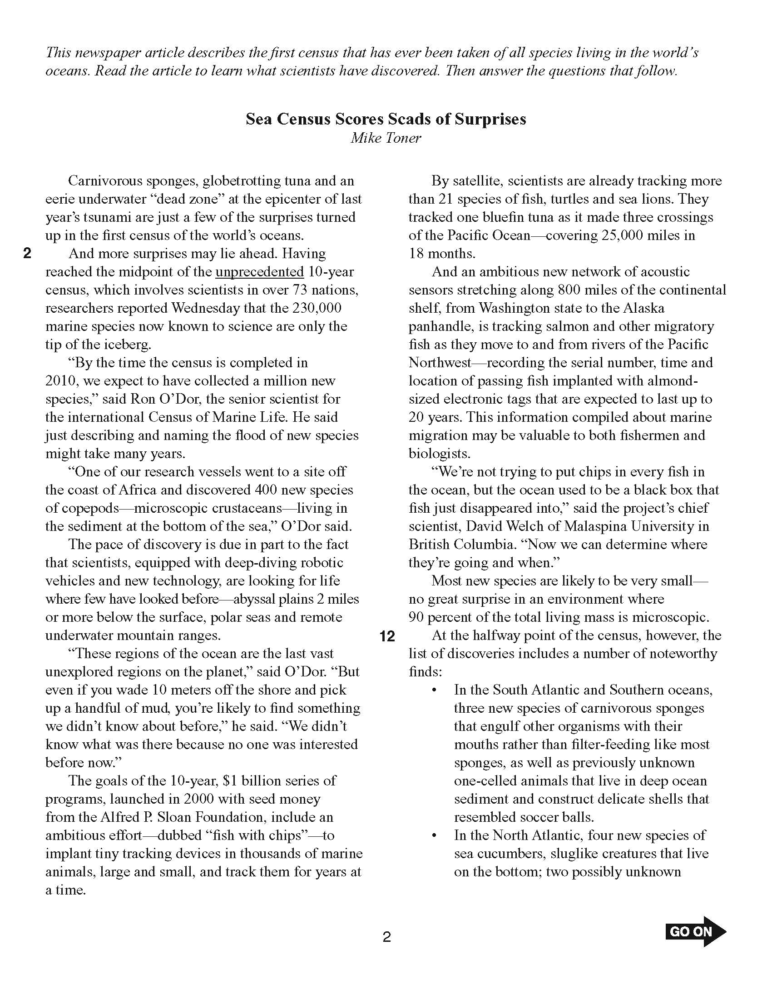 This newspaper article describes the first census that has ever been taken of all species living in the world’s
oceans. Read the article to learn what scientists have discovered. Then answer the questions that follow.
Sea Census Scores Scads of Surprises
Mike Toner
Carnivorous sponges, globetrotting tuna and an
eerie underwater “dead zone” at the epicenter of last
year’s tsunami are just a few of the surprises turned
up in the first census of the world’s oceans.
2 And more surprises may lie ahead. Having
reached the midpoint of the unprecedented 10-year
census, which involves scientists in over 73 nations,
researchers reported Wednesday that the 230,000
marine species now known to science are only the
tip of the iceberg.
“By the time the census is completed in
2010, we expect to have collected a million new
species,” said Ron O’Dor, the senior scientist for
the international Census of Marine Life. He said
just describing and naming the flood of new species
might take many years.
“One of our research vessels went to a site off
the coast of Africa and discovered 400 new species
of copepods—microscopic crustaceans—living in
the sediment at the bottom of the sea,” O’Dor said.
The pace of discovery is due in part to the fact
that scientists, equipped with deep-diving robotic
vehicles and new technology, are looking for life
where few have looked before—abyssal plains 2 miles
or more below the surface, polar seas and remote
underwater mountain ranges.
“These regions of the ocean are the last vast
unexplored regions on the planet,” said O’Dor. “But
even if you wade 10 meters off the shore and pick
up a handful of mud, you’re likely to find something
we didn’t know about before,” he said. “We didn’t
know what was there because no one was interested
before now.”
The goals of the 10-year, $1 billion series of
programs, launched in 2000 with seed money
from the Alfred P. Sloan Foundation, include an
ambitious effort—dubbed “fish with chips”—to
implant tiny tracking devices in thousands of marine
animals, large and small, and track them for years at
a time.
By satellite, scientists are already tracking more
than 21 species of fish, turtles and sea lions. They
tracked one bluefin tuna as it made three crossings
of the Pacific Ocean—covering 25,000 miles in
18 months.
And an ambitious new network of acoustic
sensors stretching along 800 miles of the continental
shelf, from Washington state to the Alaska
panhandle, is tracking salmon and other migratory
fish as they move to and from rivers of the Pacific
Northwest—recording the serial number, time and
location of passing fish implanted with almond-
sized electronic tags that are expected to last up to
20 years. This information compiled about marine
migration may be valuable to both fishermen and
biologists.
“We’re not trying to put chips in every fish in
the ocean, but the ocean used to be a black box that
fish just disappeared into,” said the project’s chief
scientist, David Welch of Malaspina University in
British Columbia. “Now we can determine where
they’re going and when.”
Most new species are likely to be very small—
no great surprise in an environment where
90 percent of the total living mass is microscopic.
12 At the halfway point of the census, however, the
list of discoveries includes a number of noteworthy
finds:
• In the South Atlantic and Southern oceans,
three new species of carnivorous sponges
that engulf other organisms with their
mouths rather than filter-feeding like most
sponges, as well as previously unknown
one-celled animals that live in deep ocean
sediment and construct delicate shells that
resembled soccer balls.
• In the North Atlantic, four new species of
sea cucumbers, sluglike creatures that live
on the bottom; two possibly unknown
2
GO ON